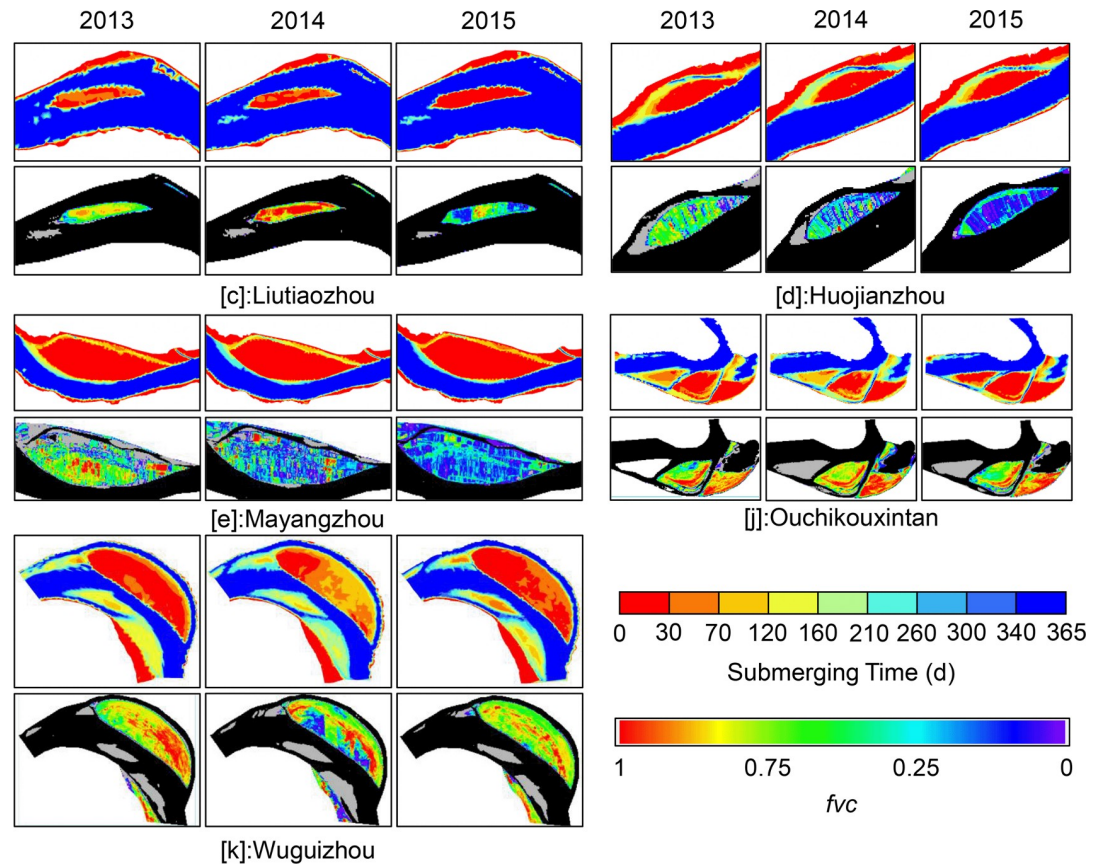 2013 2014 2015 2013 2014 2015
[c]:Liutiaozhou [d]:Huojianzhou
[e]:Mayangzhou [j]:Ouchikouxintan
0 30 70 120 160 210 260 300 340 365
Submerging Time (d)
1 0.75 0.25 0
fvc
[k]:Wuguizhou